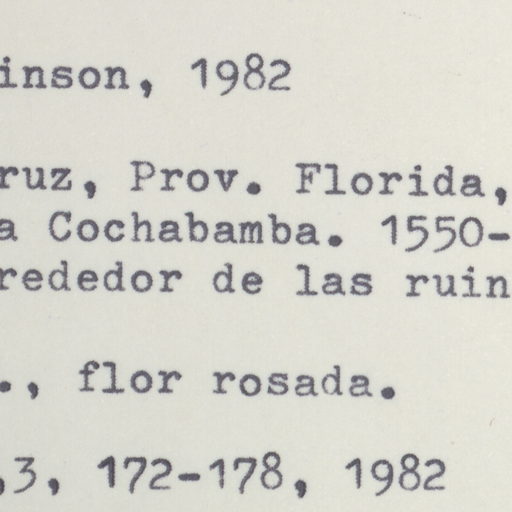 inson, 1982
ruz, Prov. Florida,
a Cochabamba. 1550-
rededor de las ruin
., flor rosada.
,3, 172-178, 1982